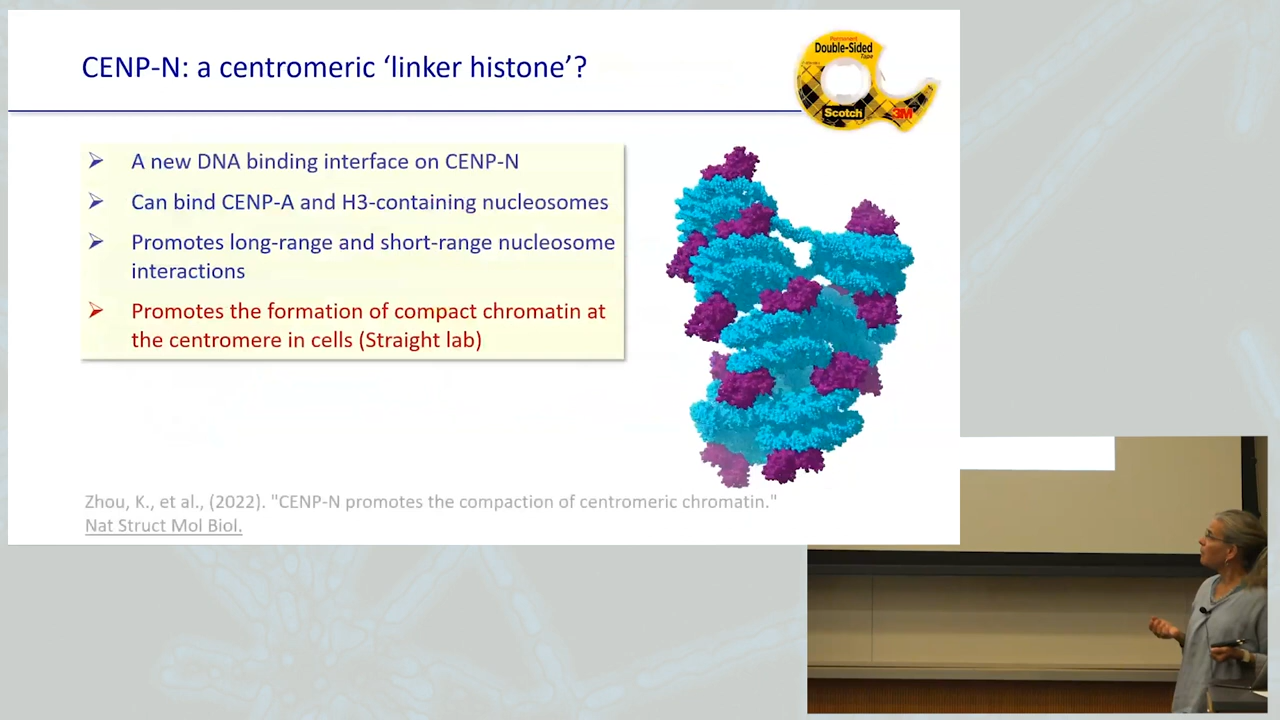 CENP-N: a centromeric ‘linker histone’?
Permanent
Double-Sided
Tape
Scotch
3M
A new DNA binding interface on CENP-N
Can bind CENP-A and H3-containing nucleosomes
Promotes long-range and short-range nucleosome
interactions
Promotes the formation of compact chromatin at
the centromere in cells (Straight lab)
Zhou, K., et al., (2022). "CENP-N promotes the compaction of centromeric chromatin."
Nat Struct Mol Biol.